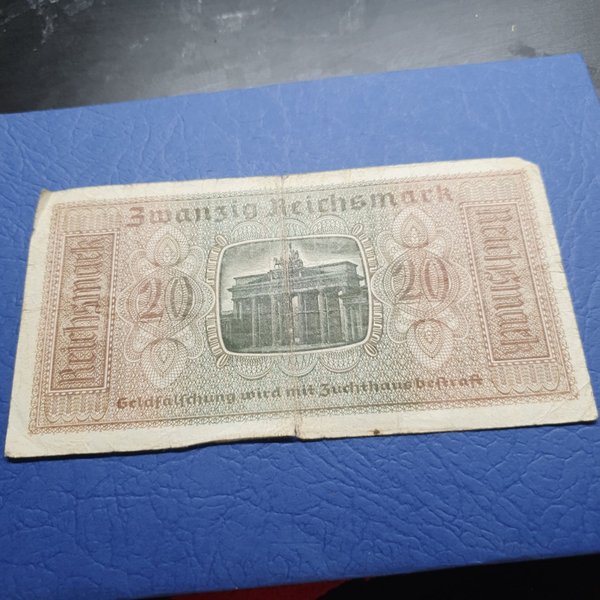 Zwanzig Reichsmark
Reichsmark
20
20
Reichsmark
Geldfälschung wird mit Zuchthaus bestraft